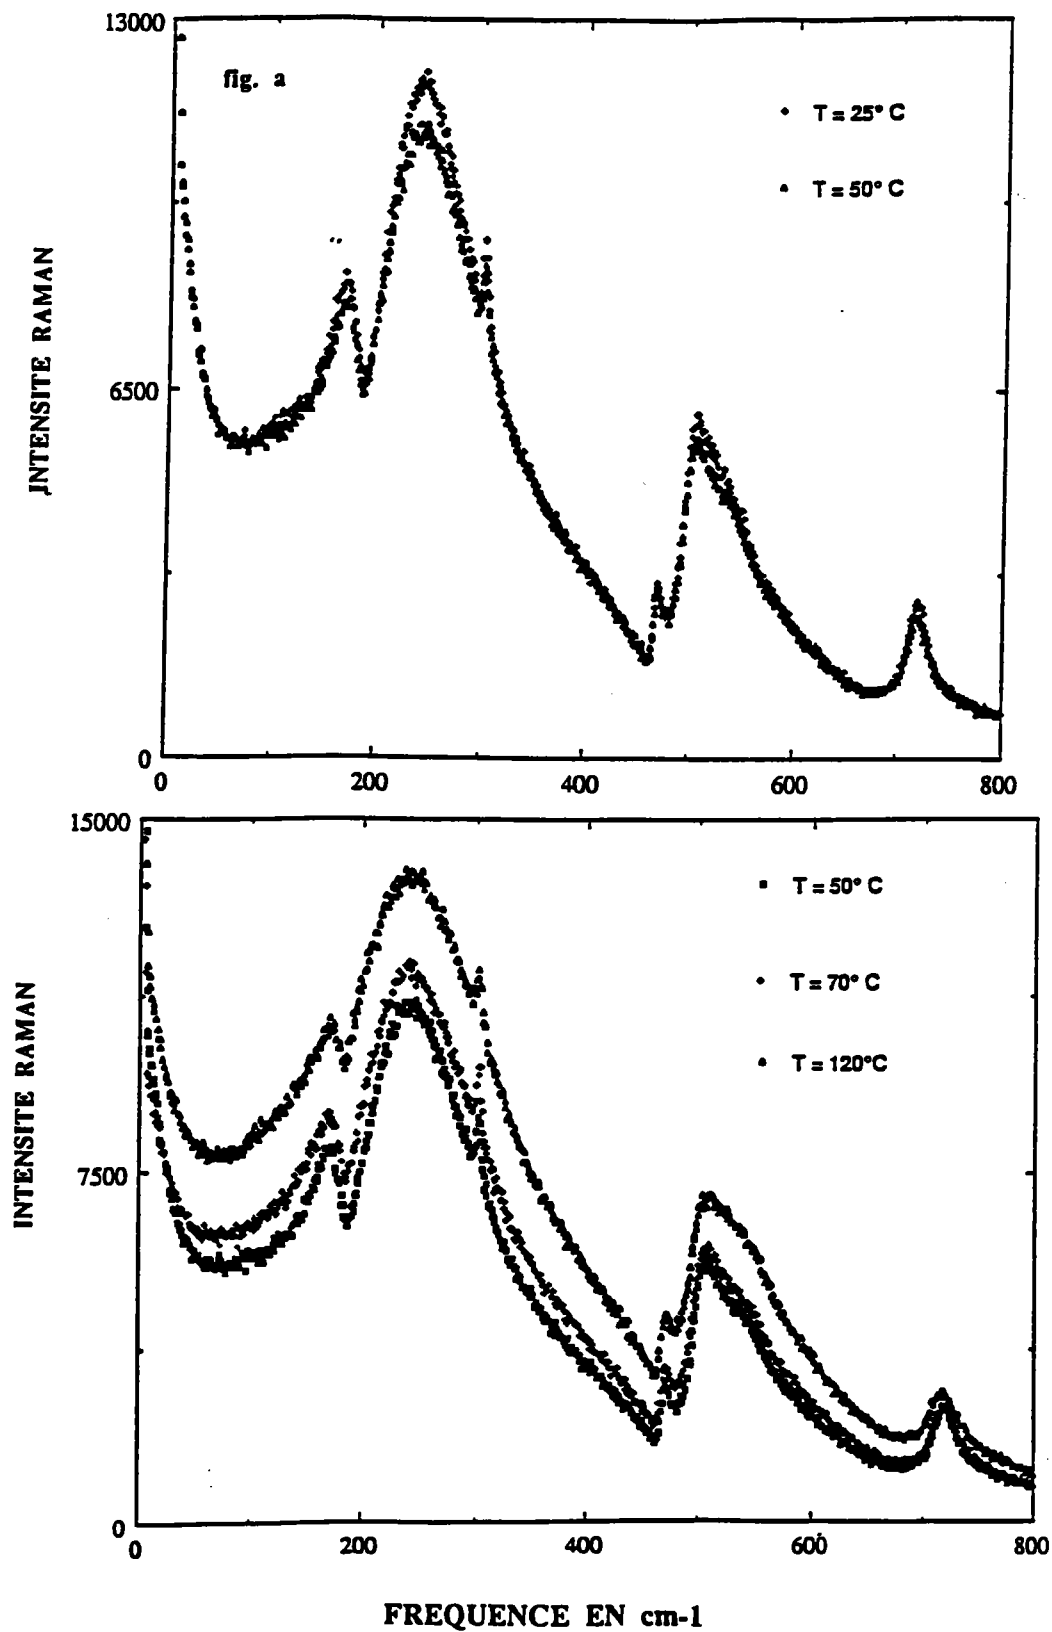 13000
fig. a
T = 25° C
T = 50° C
INTENSITE RAMAN
6500
0
0 200 400 600 800
15000
T = 50° C
T = 70° C
T = 120°C
INTENSITE RAMAN
7500
0
0 200 400 600 800
FREQUENCE EN cm-1